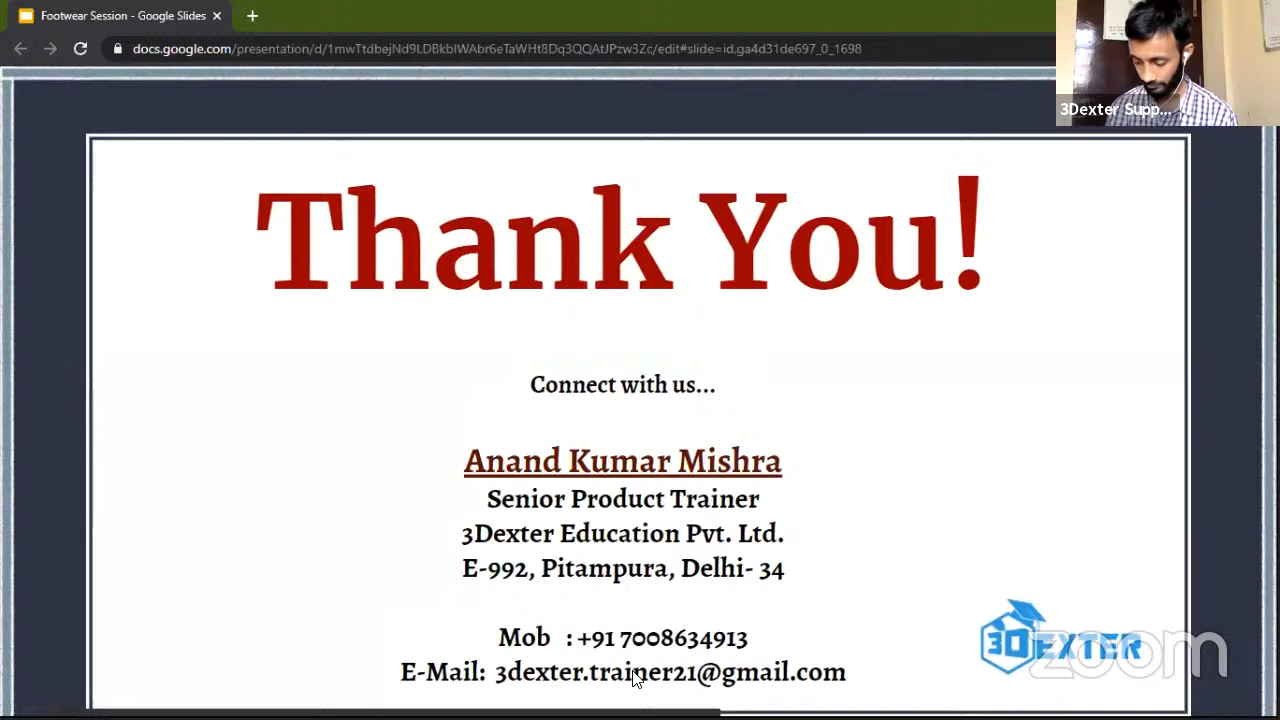 Footwear Session - Google Slides
docs.google.com/presentation/d/1mwTtdbejNd9LDBkbIWAbr6eTaWHt8Dq3QQAtJPzw3Zc/edit#slide=id.ga4d31de697_0_1698
3Dexter Supp...
Thank You!
Connect with us...
Anand Kumar Mishra
Senior Product Trainer
3Dexter Education Pvt. Ltd.
E-992, Pitampura, Delhi- 34
Mob : +91 7008634913
E-Mail: 3dexter.trainer21@gmail.com
3DEXTER
zoom